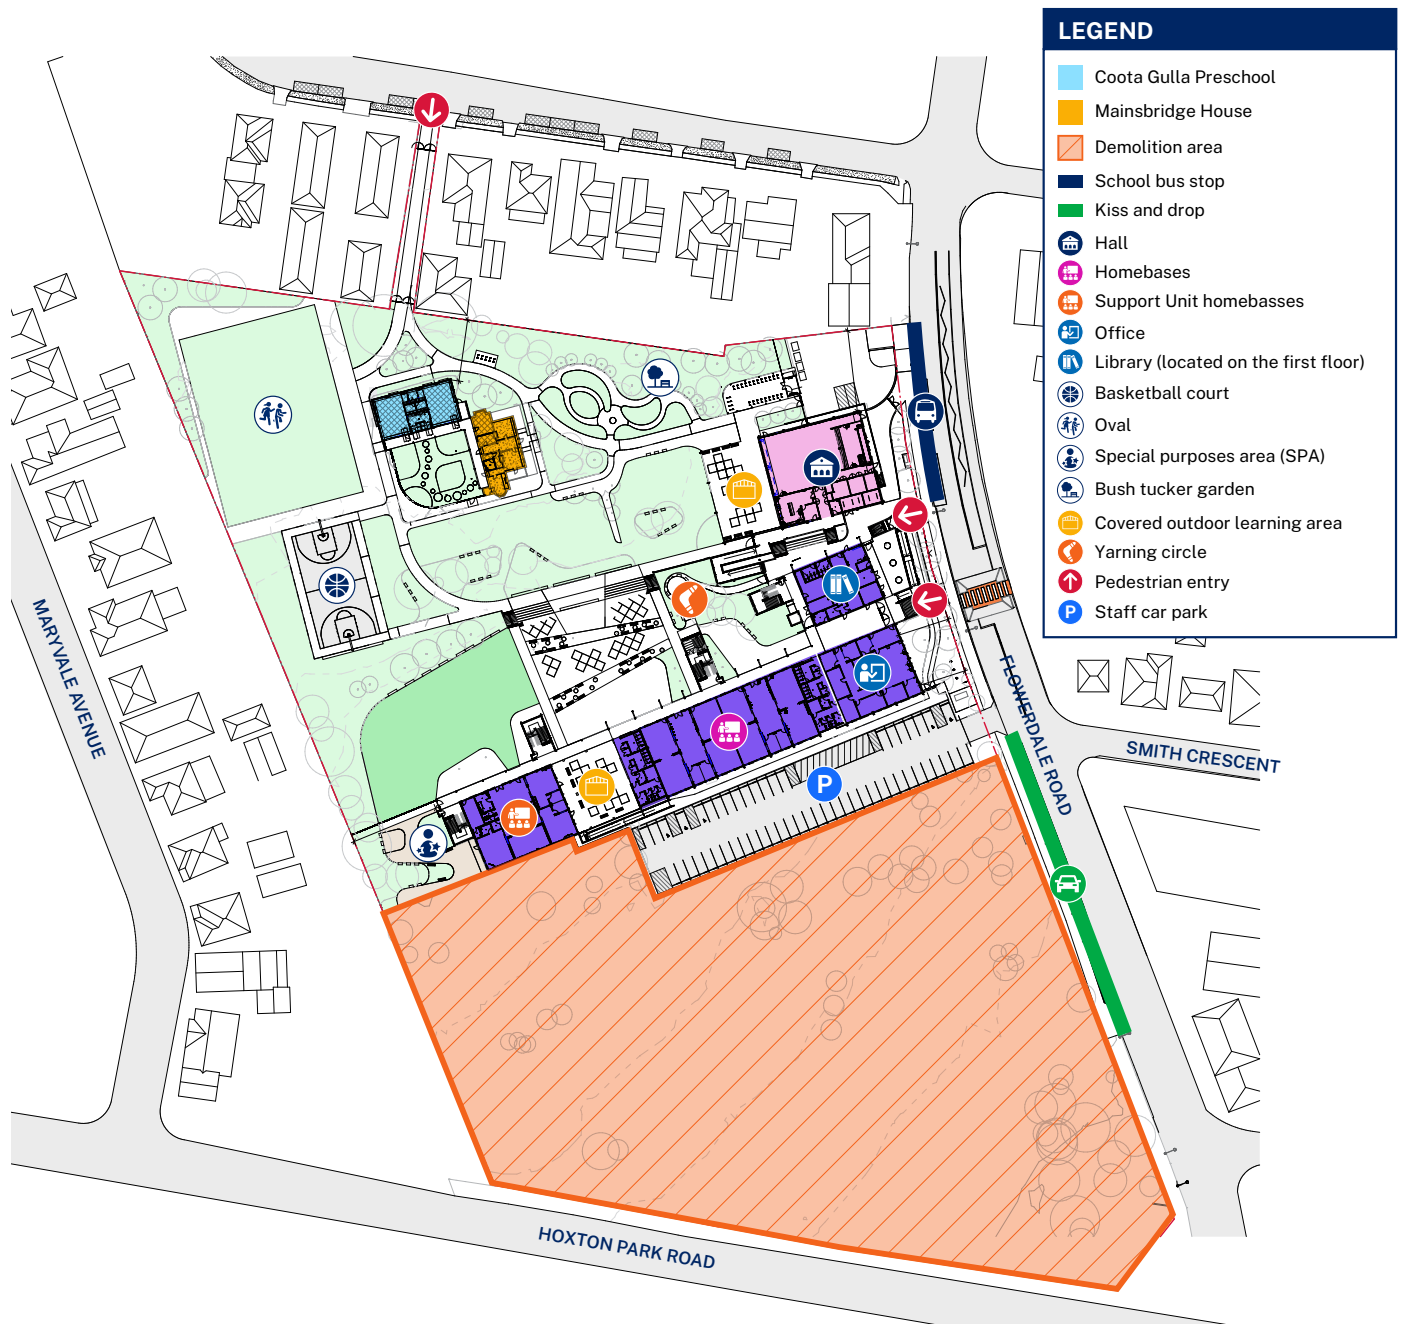 LEGEND
Coota Gulla Preschool
Mainsbridge House
Demolition area
School bus stop
Kiss and drop
Hall
Homebases
Support Unit homebasses
Office
Library (located on the first floor)
Basketball court
Oval
Special purposes area (SPA)
Bush tucker garden
Covered outdoor learning area
Yarning circle
Pedestrian entry
P Staff car park
MARYVALE AVENUE
FLOWERDALE ROAD
SMITH CRESCENT
P
HOXTON PARK ROAD